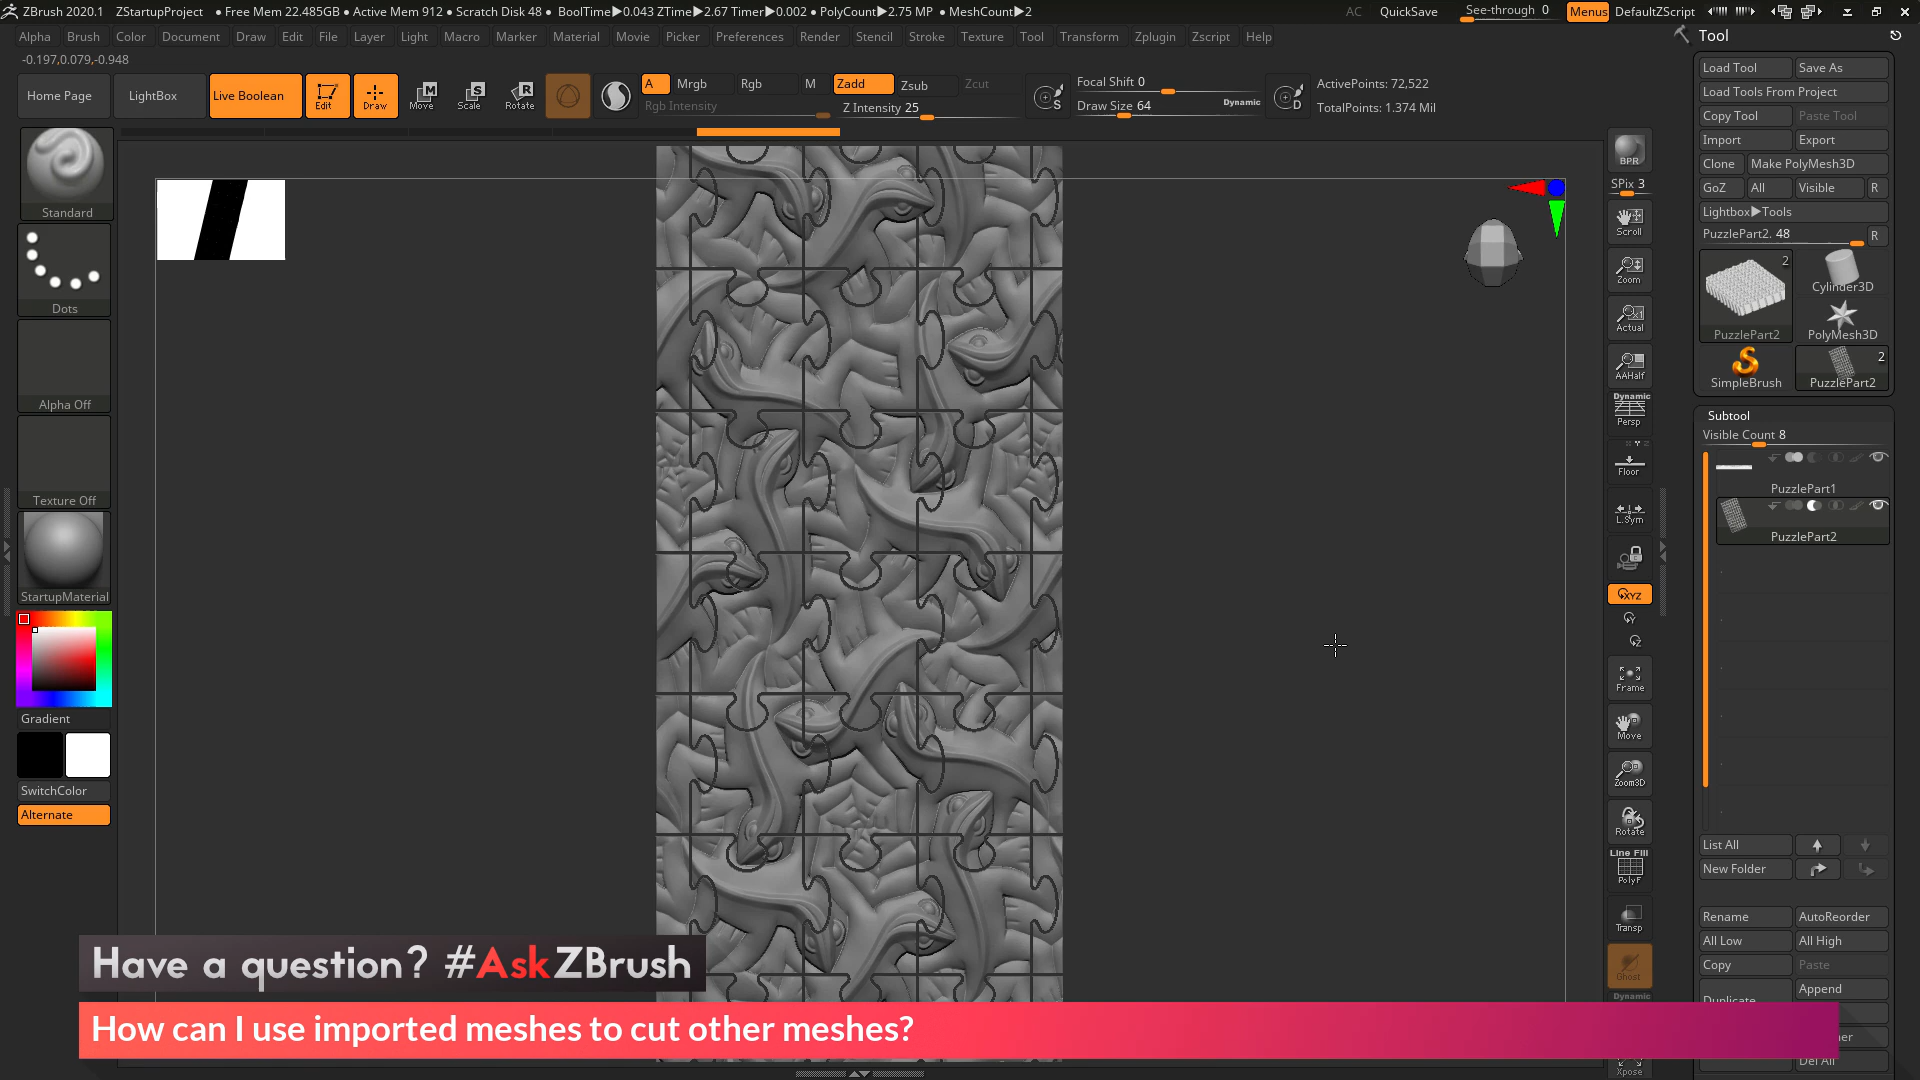 ZBrush 2020.1 ZStartupProject • Free Mem 22.485GB • Active Mem 912 • Scratch Disk 48 • BoolTime▶0.043 ZTime▶2.67 Timer▶0.002 • PolyCount▶2.75 MP • MeshCount▶2 AC QuickSave See-through 0 Menus DefaultZScript
Alpha Brush Color Document Draw Edit File Layer Light Macro Marker Material Movie Picker Preferences Render Stencil Stroke Texture Tool Transform Zplugin Zscript Help
-0.197,0.079,-0.948
Home Page LightBox Live Boolean Edit Draw Move Scale Rotate
A Mrgb Rgb M Zadd Zsub Zcut
Rgb Intensity Z Intensity 25
S Focal Shift 0
Draw Size 64 Dynamic D
ActivePoints: 72,522
TotalPoints: 1.374 Mil
Standard
Dots
Alpha Off
Texture Off
StartupMaterial
Gradient
SwitchColor
Alternate
BPR
SPix 3
Scroll
Zoom
Actual
AAHalf
Dynamic
Persp
Floor
L.Sym
XYZ
Y
Z
Frame
Move
Zoom3D
Rotate
Line Fill
PolyF
Transp
Ghost
Dynamic
Xpose
Tool
Load Tool Save As
Load Tools From Project
Copy Tool Paste Tool
Import Export
Clone Make PolyMesh3D
GoZ All Visible R
Lightbox▶Tools
PuzzlePart2. 48 R
2
Cylinder3D
PuzzlePart2 PolyMesh3D
2
SimpleBrush PuzzlePart2
Subtool
Visible Count 8
PuzzlePart1
PuzzlePart2
List All
New Folder
Rename AutoReorder
All Low All High
Copy Paste
Append
Duplicate
Del All
Have a question? #AskZBrush
How can I use imported meshes to cut other meshes?